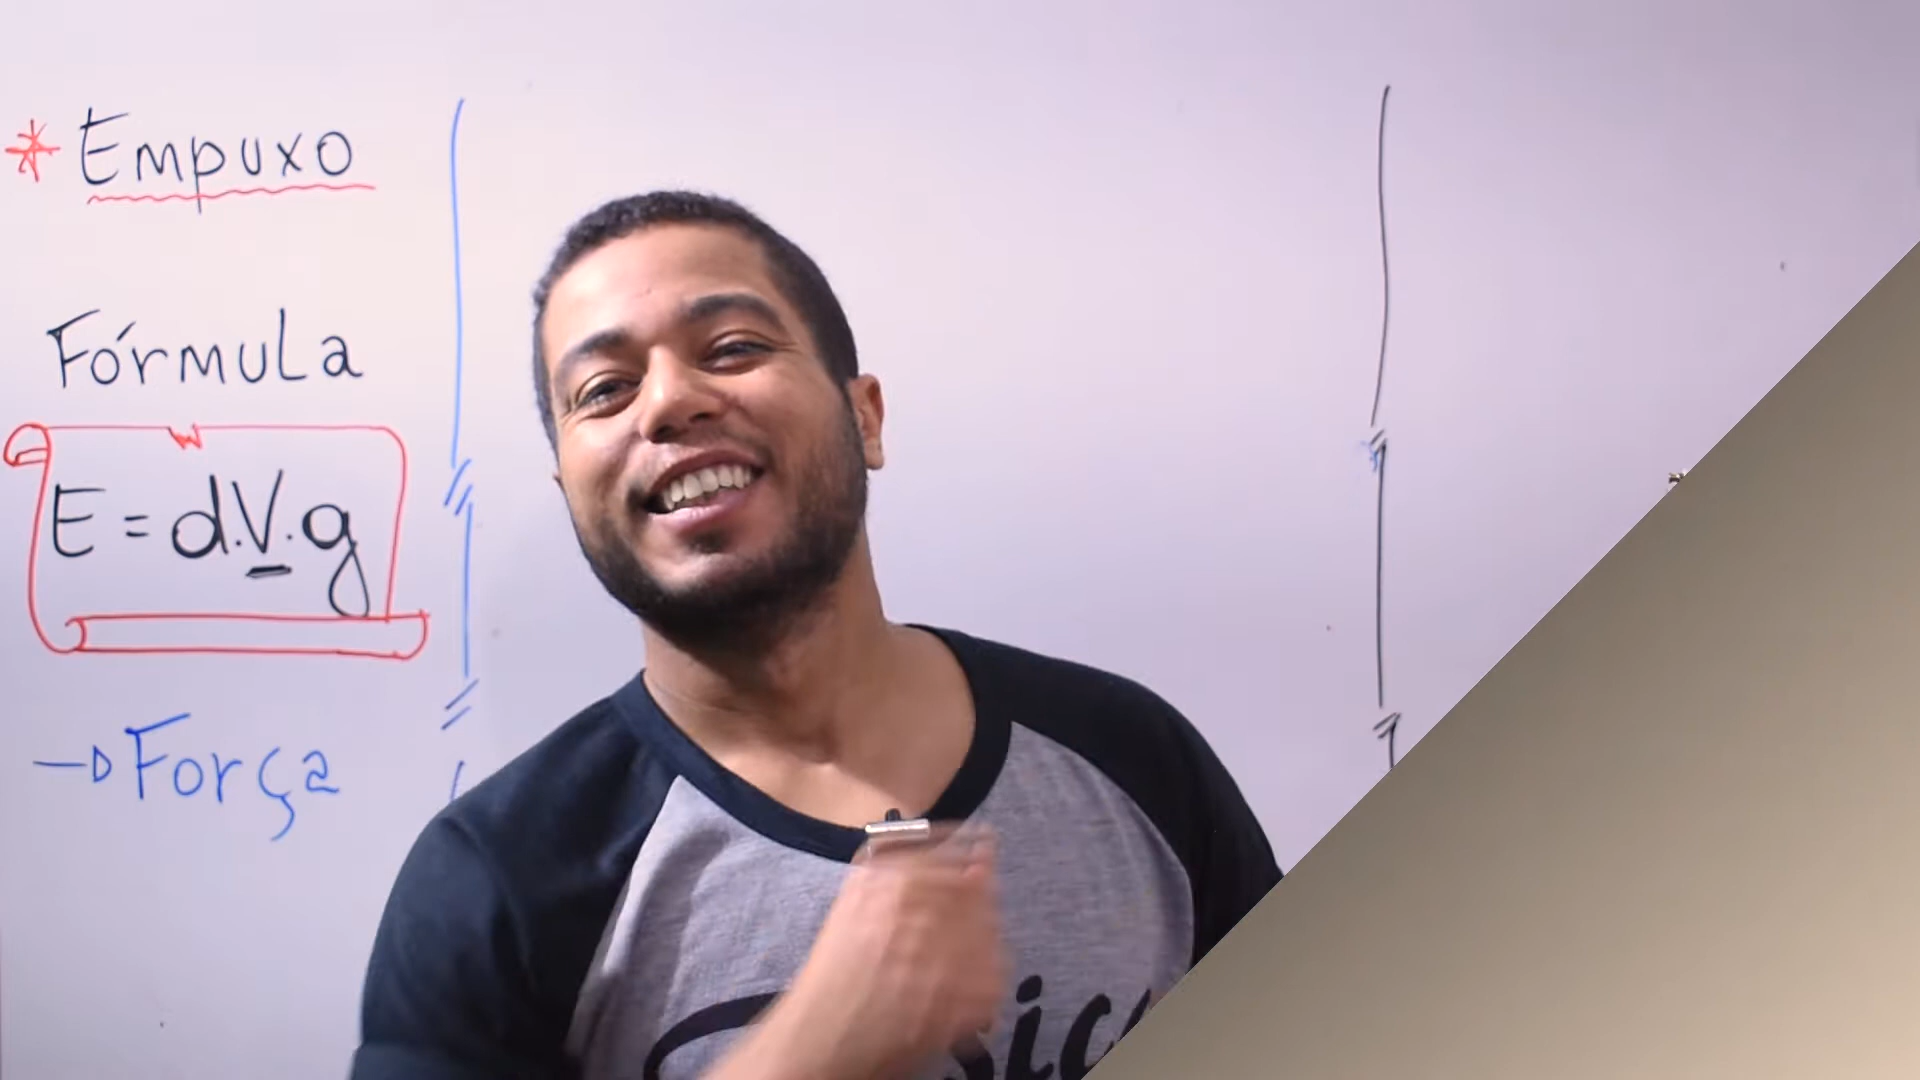 * Empuxo
Fórmula
E = d.V.g
→ Força